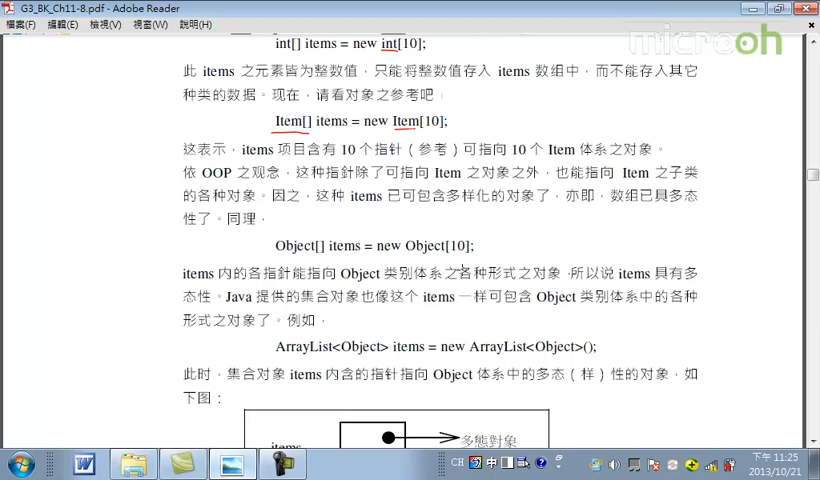 G3_BK_Ch11-8.pdf - Adobe Reader
檔案(F) 編輯(E) 檢視(V) 視窗(W) 說明(H)
microoh
int[] items = new int[10];
此 items 之元素皆为整数值，只能将整数值存入 items 数组中，而不能存入其它
种类的数据。现在，请看对象之参考吧
Item[] items = new Item[10];
这表示，items 项目含有 10 个指针（参考）可指向 10 个 Item 体系之对象。
依 OOP 之观念，这种指針除了可指向 Item 之对象之外，也能指向 Item 之子类
的各种对象。因之，这种 items 已可包含多样化的对象了，亦即，数组已具多态
性了。同理，
Object[] items = new Object[10];
items 内的各指針能指向 Object 类别体系之各种形式之对象，所以说 items 具有多
态性。Java 提供的集合对象也像这个 items 一样可包含 Object 类别体系中的各种
形式之对象了。例如，
ArrayList<Object> items = new ArrayList<Object>();
此时，集合对象 items 内含的指针指向 Object 体系中的多态（样）性的对象，如
下图：
items
多態對象
CH 中
下午 11:25
2013/10/21